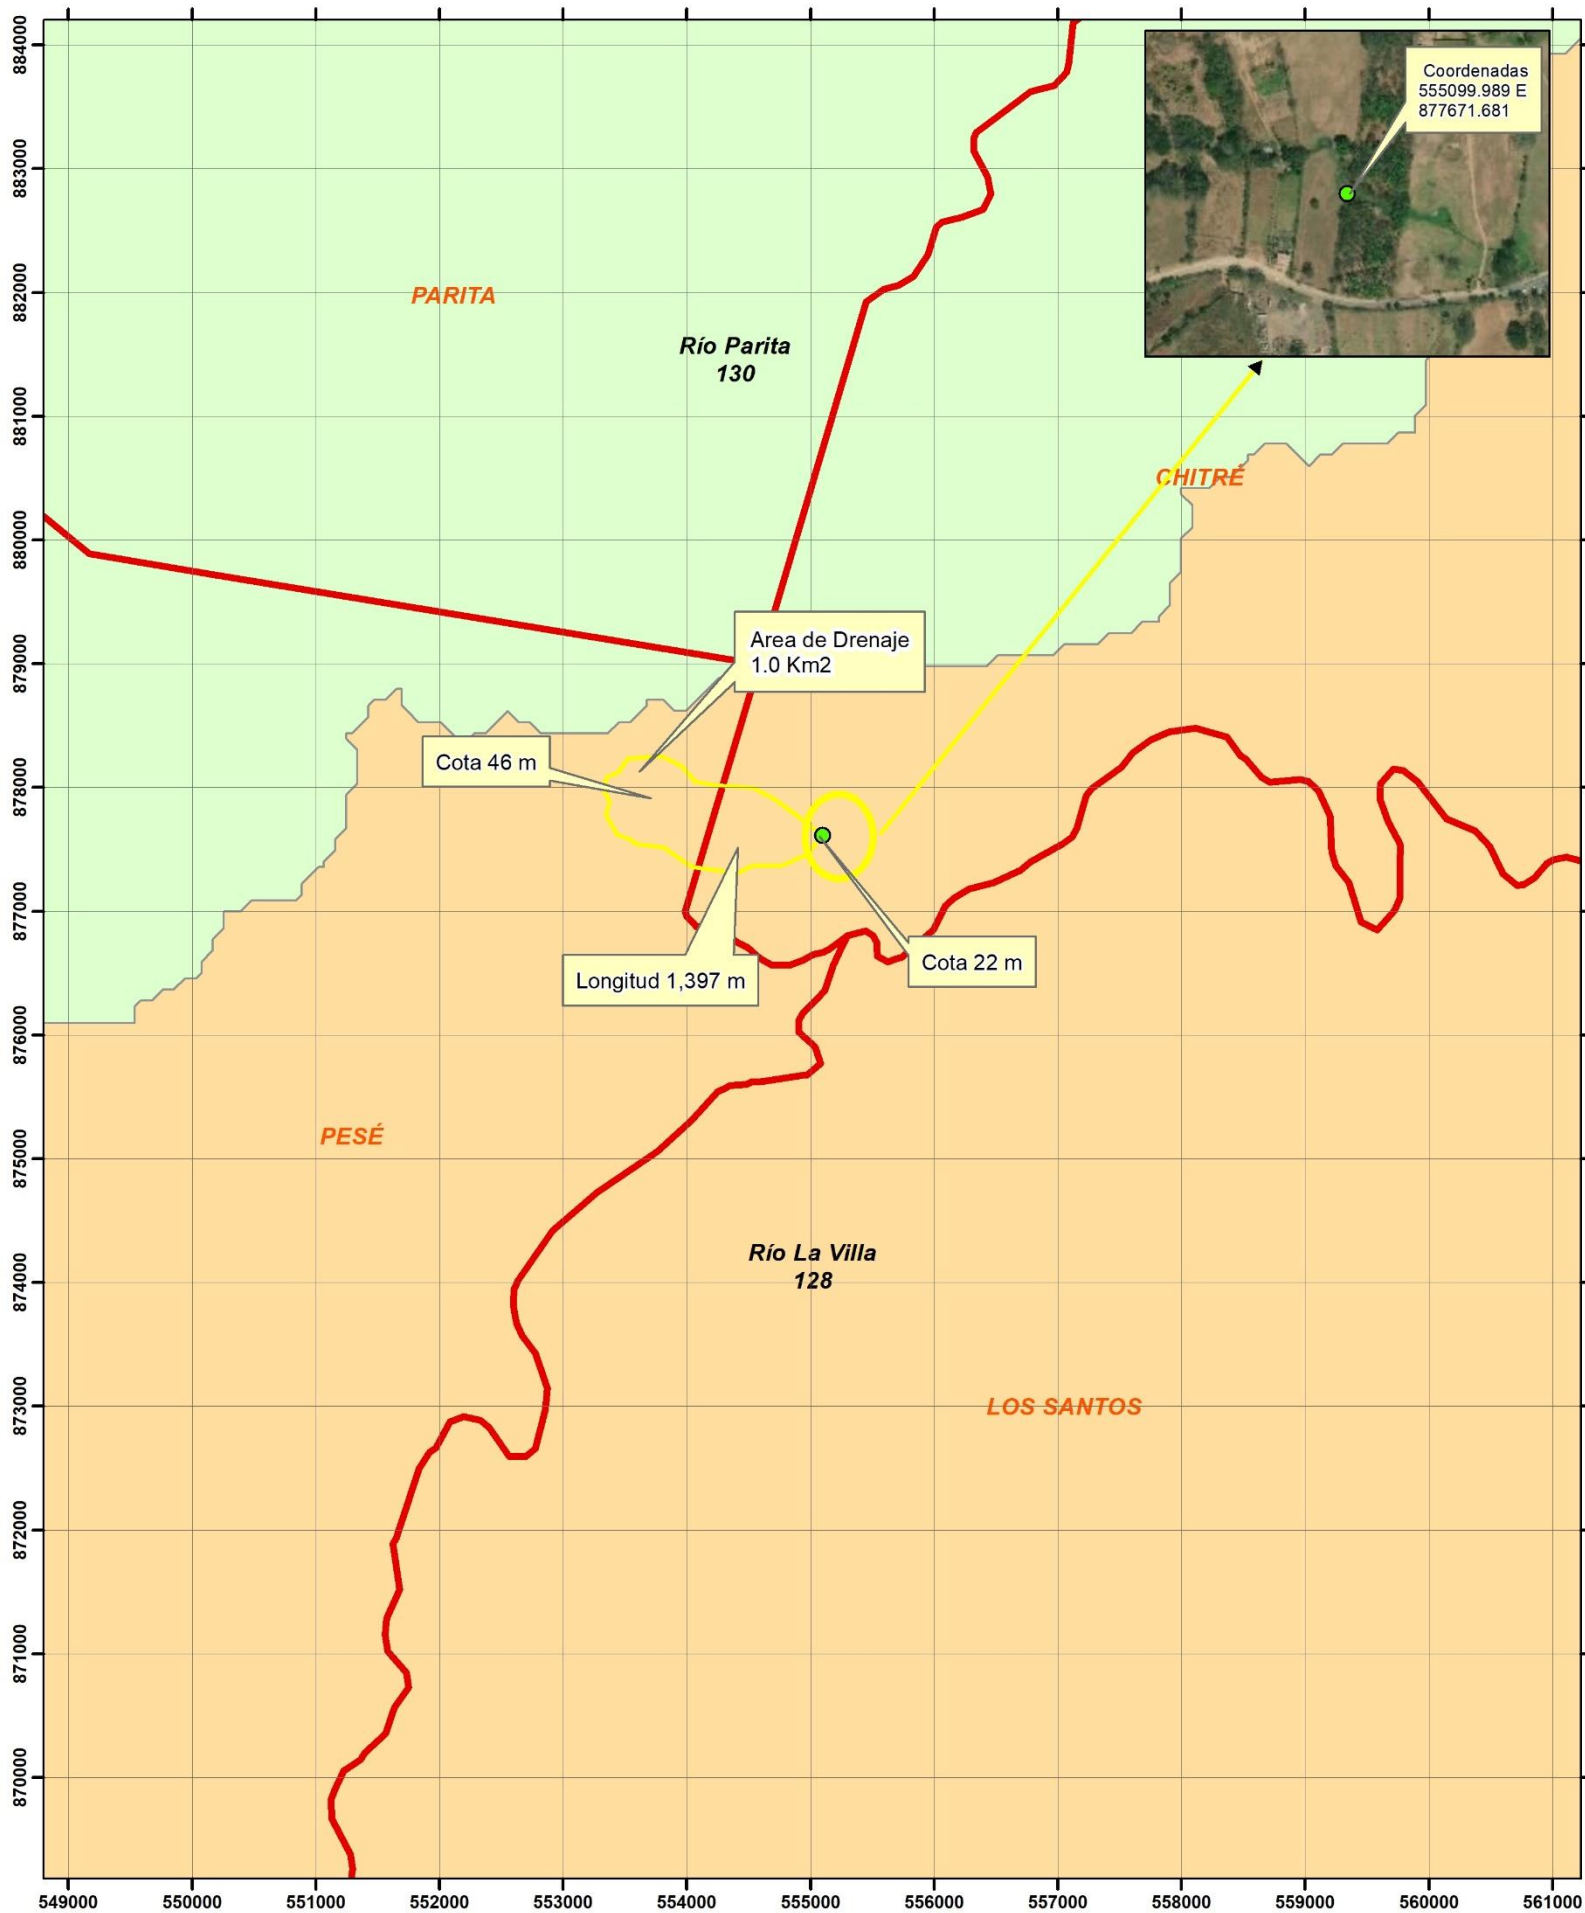 884000
Coordenadas
555099.989 E
877671.681
883000
882000
PARITA
Río Parita
130
881000
CHITRÉ
880000
Area de Drenaje
1.0 Km2
879000
Cota 46 m
878000
877000
Cota 22 m
Longitud 1,397 m
876000
PESÉ
875000
Río La Villa
128
874000
873000
LOS SANTOS
872000
871000
870000
549000 550000 551000 552000 553000 554000 555000 556000 557000 558000 559000 560000 561000